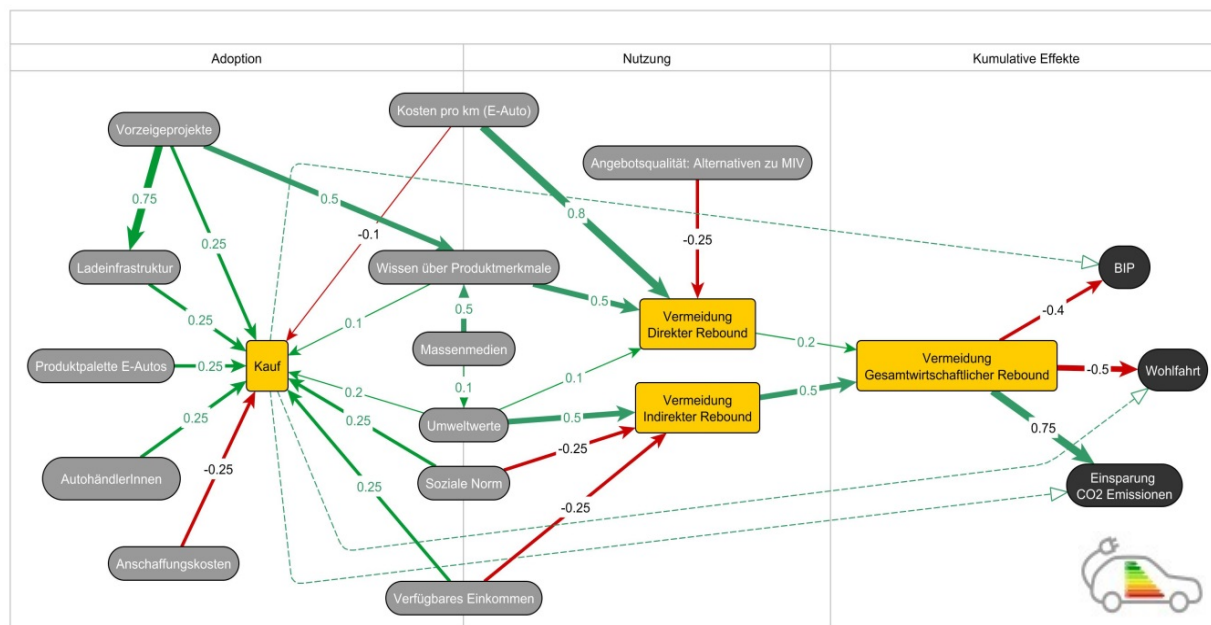 Adoption
Nutzung
Kumulative Effekte
Kosten pro km (E-Auto)
Vorzeigeprojekte
Angebotsqualität: Alternativen zu MIV
0.75
0.5
0.8
0.25
-0.1
-0.25
Ladeinfrastruktur
Wissen über Produktmerkmale
BIP
0.5
0.5
-0.4
0.25
0.1
Vermeidung
Direkter Rebound
0.2
Massenmedien
Kauf
Vermeidung
Gesamtwirtschaftlicher Rebound
Produktpalette E-Autos
0.25
-0.5
Wohlfahrt
0.1
0.1
0.2
0.5
Vermeidung
Indirekter Rebound
0.5
Umweltwerte
0.25
0.25
0.75
-0.25
-0.25
AutohändlerInnen
Soziale Norm
Einsparung
CO2 Emissionen
0.25
-0.25
Anschaffungskosten
Verfügbares Einkommen